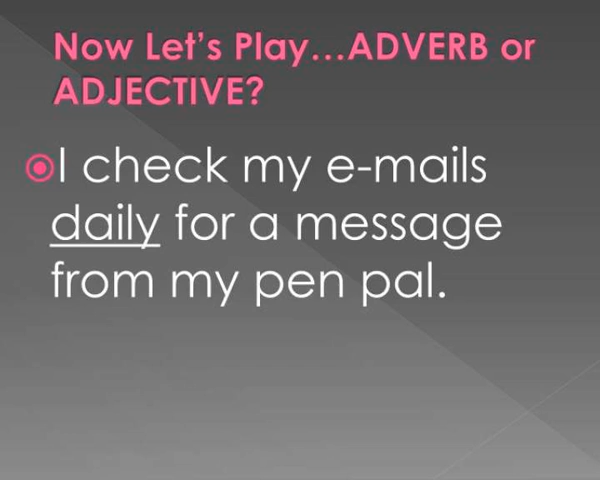 Now Let's Play...ADVERB or
ADJECTIVE?
I check my e-mails
daily for a message
from my pen pal.